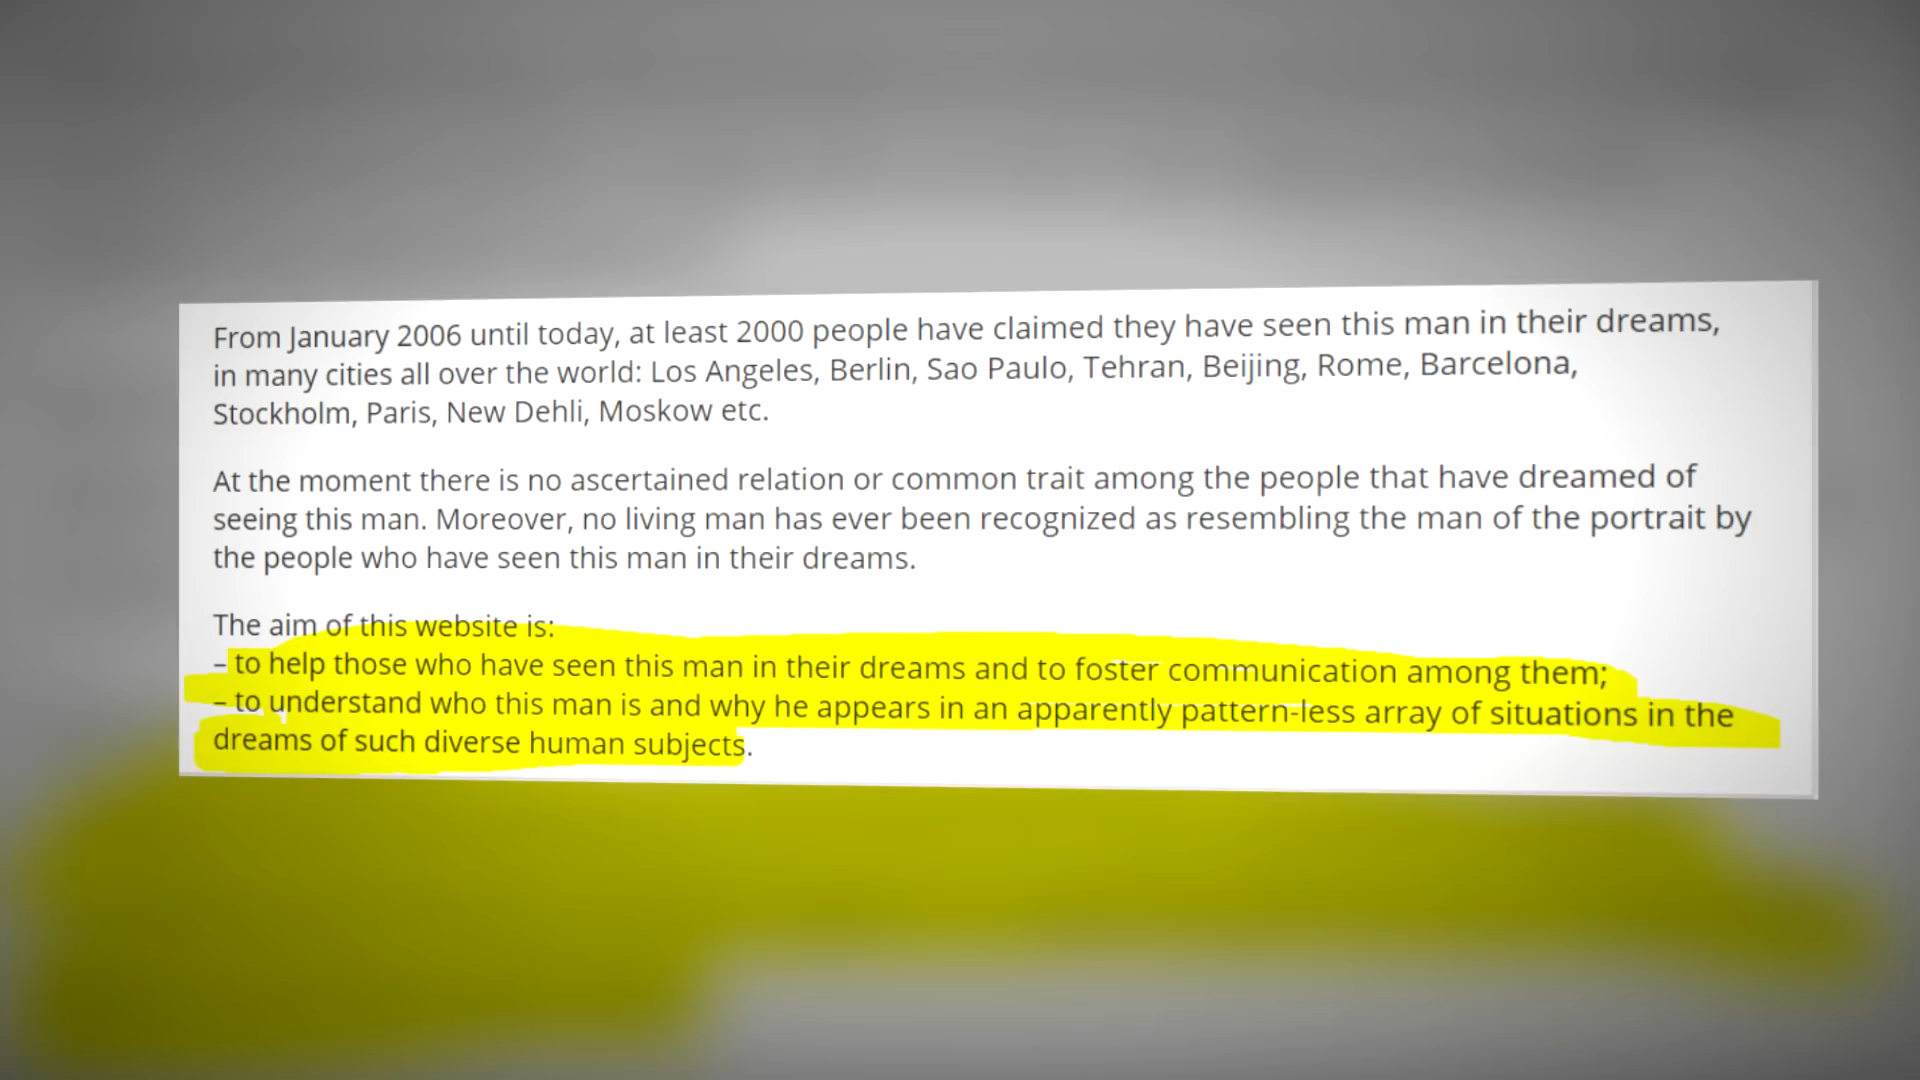 From January 2006 until today, at least 2000 people have claimed they have seen this man in their dreams,
in many cities all over the world: Los Angeles, Berlin, Sao Paulo, Tehran, Beijing, Rome, Barcelona,
Stockholm, Paris, New Dehli, Moskow etc.
At the moment there is no ascertained relation or common trait among the people that have dreamed of
seeing this man. Moreover, no living man has ever been recognized as resembling the man of the portrait by
the people who have seen this man in their dreams.
The aim of this website is:
– to help those who have seen this man in their dreams and to foster communication among them;
– to understand who this man is and why he appears in an apparently pattern-less array of situations in the
dreams of such diverse human subjects.